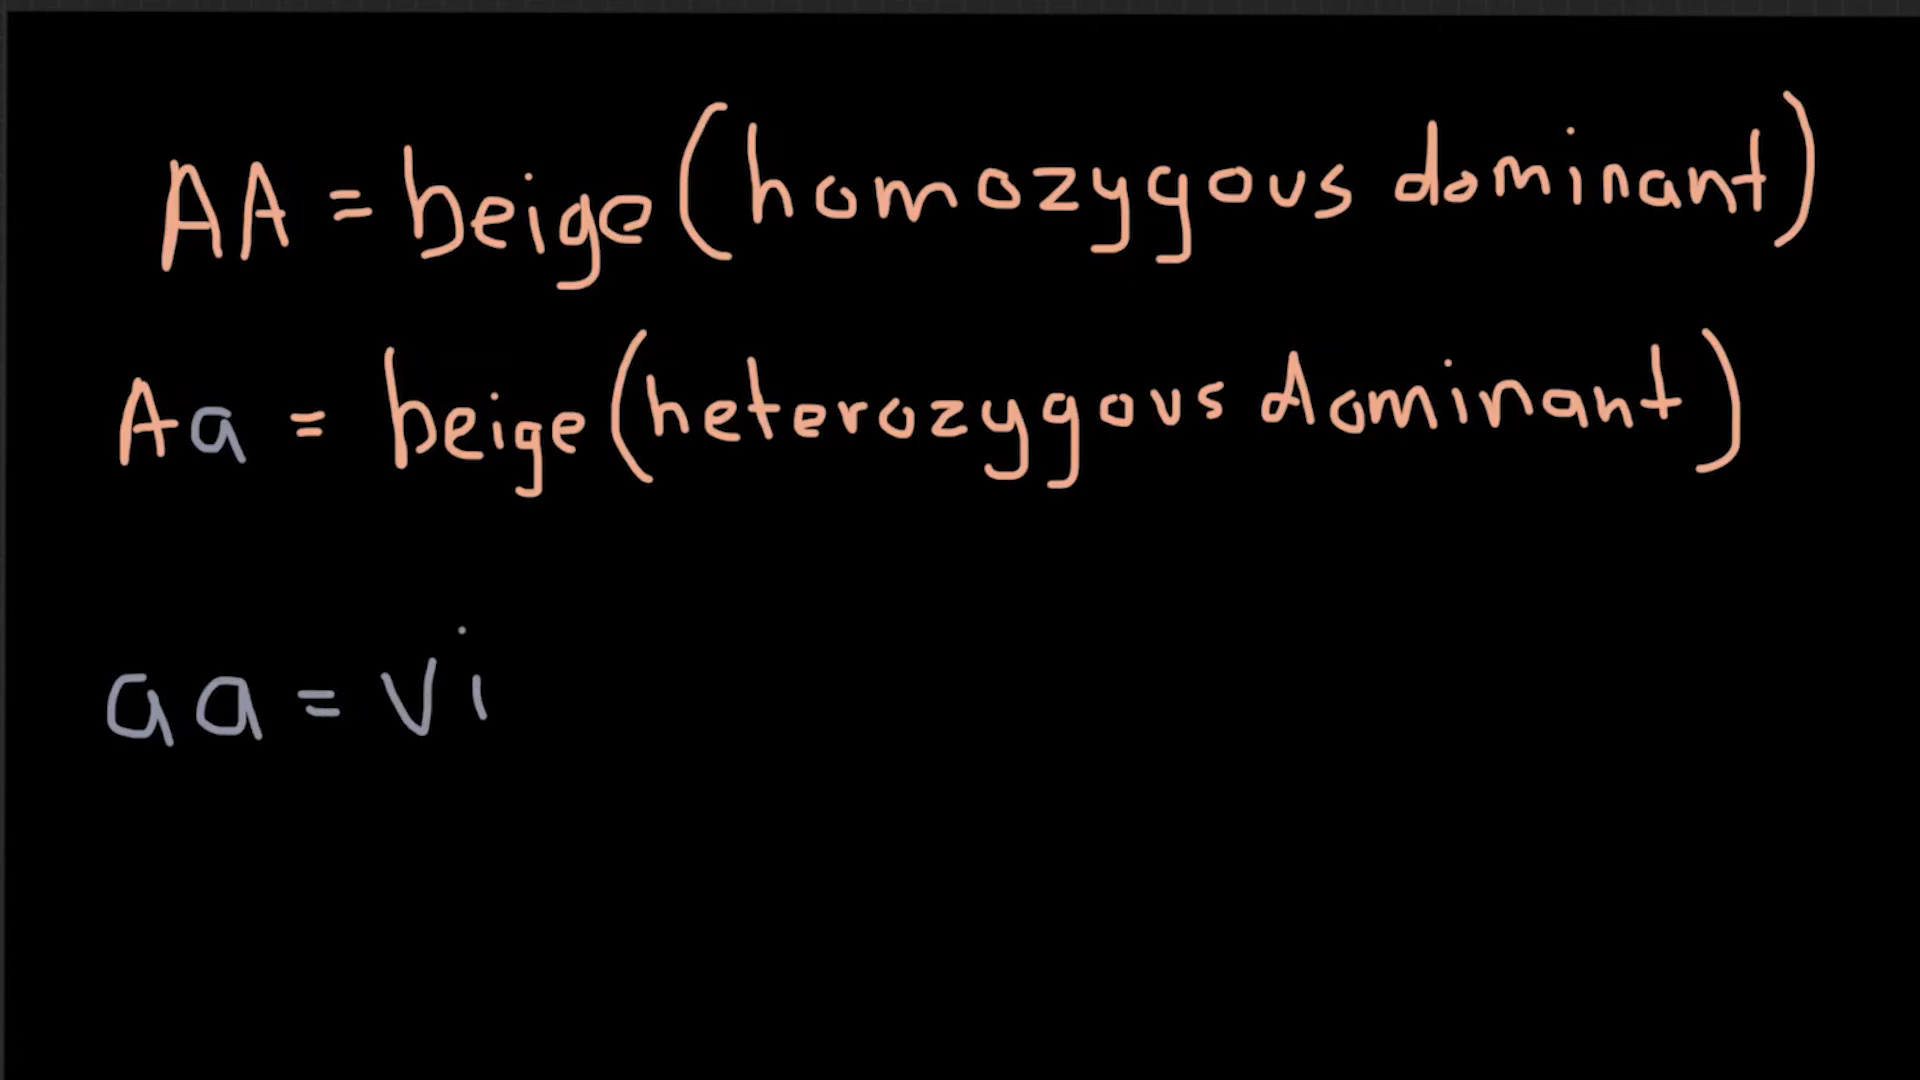 AA = beige (homozygous dominant)
Aa = beige (heterozygous dominant)
aa = vi